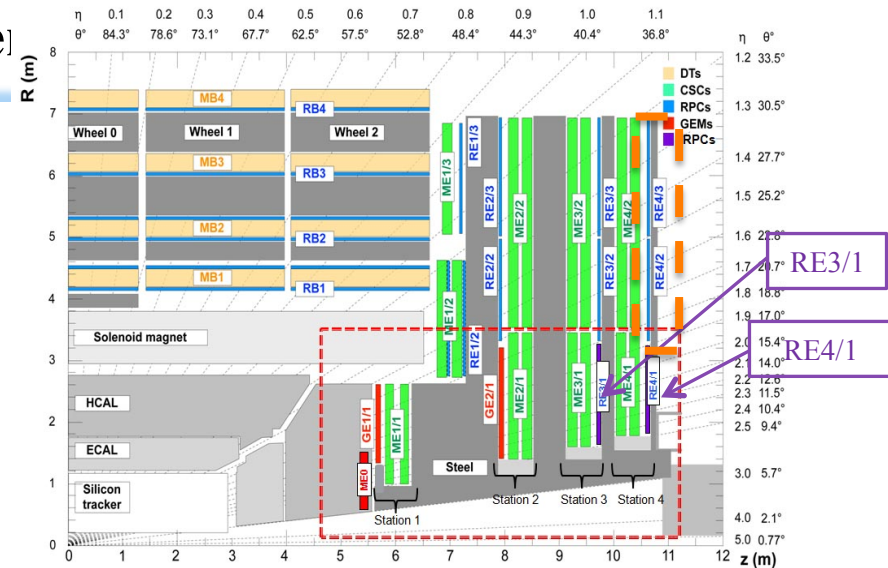 er
η 0.1 0.2 0.3 0.4 0.5 0.6 0.7 0.8 0.9 1.0 1.1 η θ°
θ° 84.3° 78.6° 73.1° 67.7° 62.5° 57.5° 52.8° 48.4° 44.3° 40.4° 36.8°
R (m)
8
7
6
5
4
3
2
1
0
1.2 33.5°
1.3 30.5°
1.4 27.7°
1.5 25.2°
1.6
1.7 20.7°
1.8 18.8°
1.9 17.0°
2.0 15.4°
2.1 14.0°
2.2 12.6°
2.3 11.5°
2.4 10.4°
2.5 9.4°
3.0 5.7°
4.0 2.1°
5.0 0.77°
DTs
CSCs
RPCs
GEMs
RPCs
Wheel 0
Wheel 1
Wheel 2
MB4
RB4
MB3
RB3
MB2
RB2
MB1
RB1
Solenoid magnet
HCAL
ECAL
Silicon
tracker
Steel
ME1/3
RE1/3
ME1/2
RE1/2
GE1/1
ME1/1
ME0
RE2/3
RE2/2
ME2/2
GE2/1
ME2/1
ME3/2
RE3/3
RE3/2
ME3/1
RE3/1
ME4/2
RE4/3
RE4/2
ME4/1
RE4/1
RE3/1
RE4/1
Station 1
Station 2
Station 3
Station 4
0 1 2 3 4 5 6 7 8 9 10 11 12
z (m)